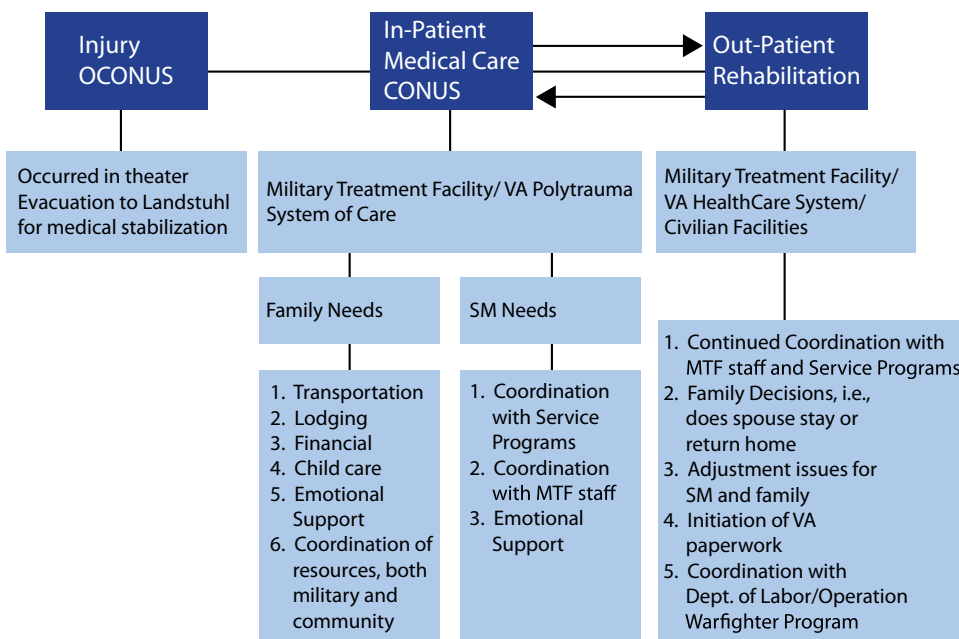 Injury
OCONUS
In-Patient
Medical Care
CONUS
Out-Patient
Rehabilitation
Occurred in theater
Evacuation to Landstuhl
for medical stabilization
Military Treatment Facility/ VA Polytrauma
System of Care
Military Treatment Facility/
VA HealthCare System/
Civilian Facilities
Family Needs
SM Needs
1. Transportation
2. Lodging
3. Financial
4. Child care
5. Emotional
Support
6. Coordination of
resources, both
military and
community
1. Coordination
with Service
Programs
2. Coordination
with MTF staff
3. Emotional
Support
1. Continued Coordination with
MTF staff and Service Programs
2. Family Decisions, i.e.,
does spouse stay or
return home
3. Adjustment issues for
SM and family
4. Initiation of VA
paperwork
5. Coordination with
Dept. of Labor/Operation
Warfighter Program